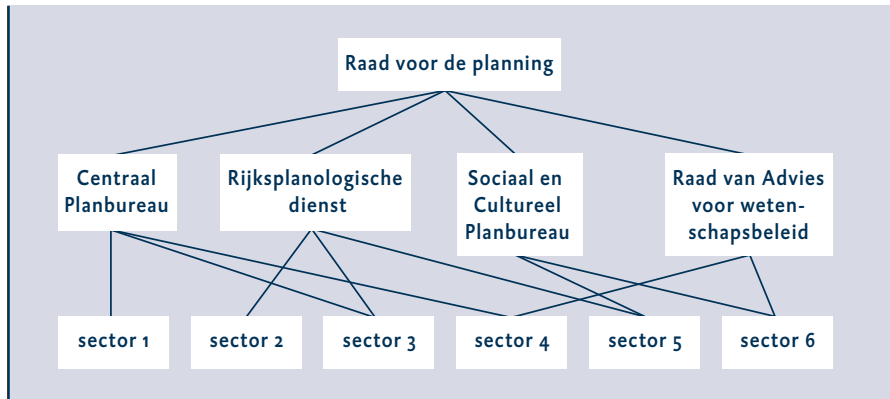 Raad voor de planning
Centraal
Planbureau
Rijksplanologische
dienst
Sociaal en
Cultureel
Planbureau
Raad van Advies
voor weten-
schapsbeleid
sector 1
sector 2
sector 3
sector 4
sector 5
sector 6